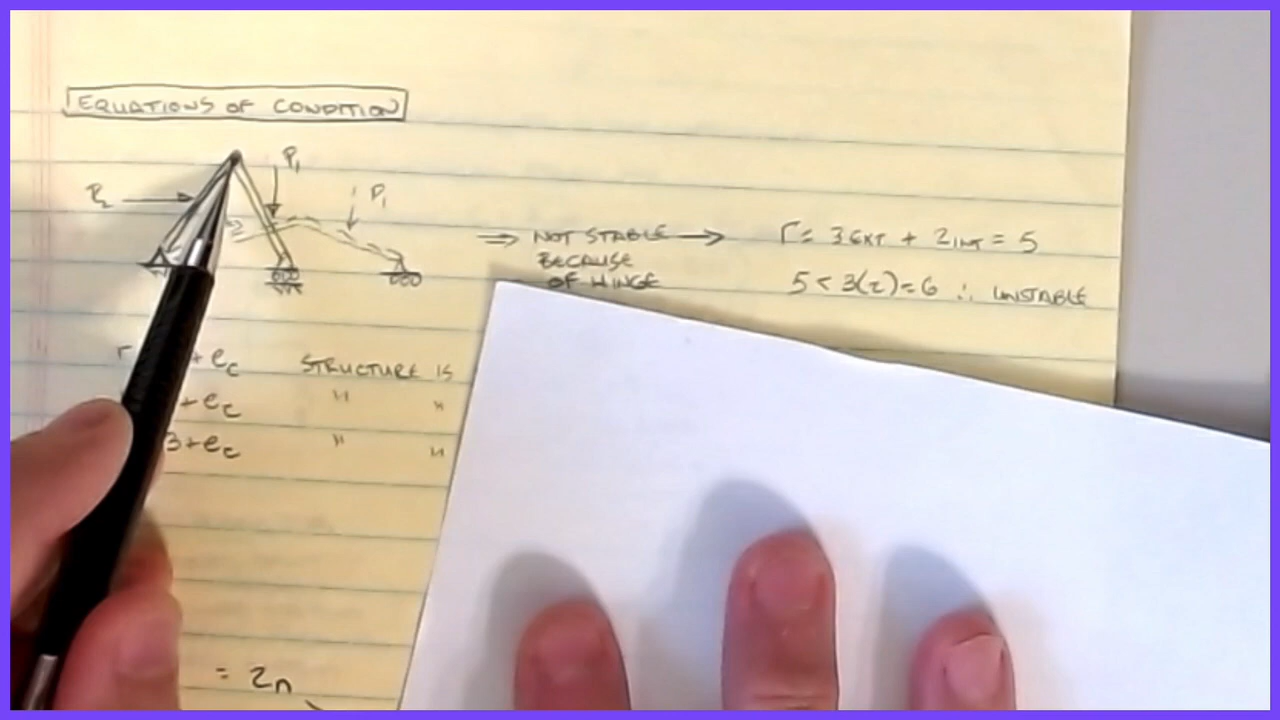 EQUATIONS OF CONDITION
P1
P2
P1
⇒ NOT STABLE → r = 3EXT + 2INT = 5
BECAUSE
OF HINGE 5 < 3(2) = 6 ∴ UNSTABLE
r + ec STRUCTURE IS
+ ec " "
3 + ec " "
= 2n